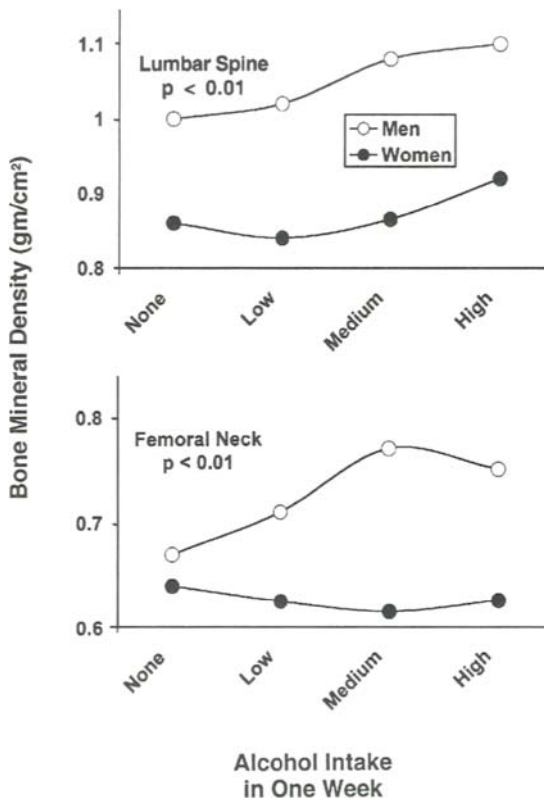 Bone Mineral Density (gm/cm²)
1.1
1
0.9
0.8
Lumbar Spine
p < 0.01
Men
Women
None
Low
Medium
High
0.8
0.7
0.6
Femoral Neck
p < 0.01
None
Low
Medium
High
Alcohol Intake
in One Week